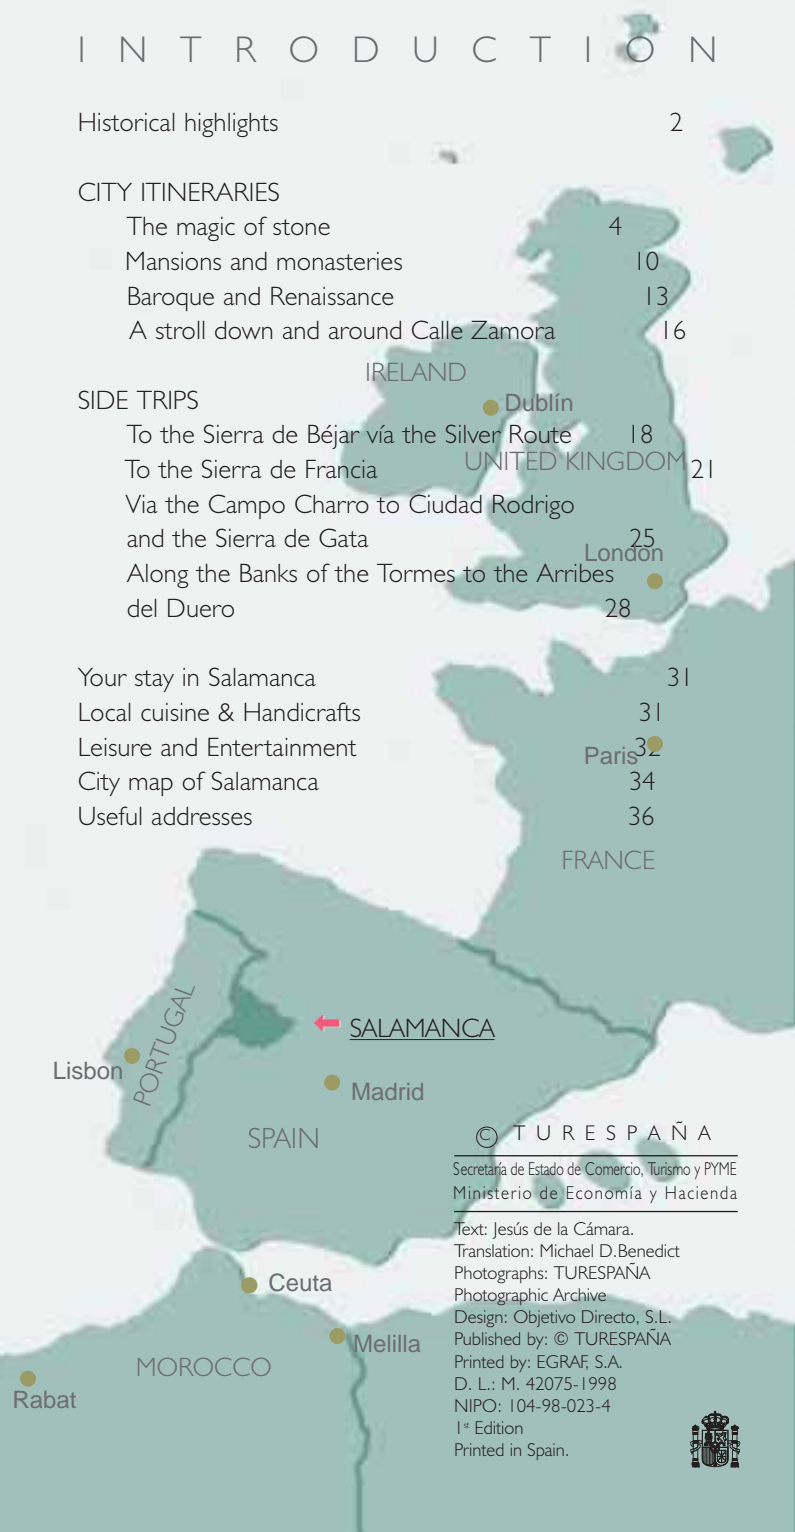 INTRODUCTION
Historical highlights 2
CITY ITINERARIES
The magic of stone 4
Mansions and monasteries 10
Baroque and Renaissance 13
A stroll down and around Calle Zamora 16
IRELAND
SIDE TRIPS
Dublín
To the Sierra de Béjar vía the Silver Route 18
UNITED KINGDOM
To the Sierra de Francia 21
Via the Campo Charro to Ciudad Rodrigo
and the Sierra de Gata 25
London
Along the Banks of the Tormes to the Arribes
del Duero 28
Your stay in Salamanca 31
Local cuisine & Handicrafts 31
Leisure and Entertainment 32
Paris
City map of Salamanca 34
Useful addresses 36
FRANCE
PORTUGAL
SALAMANCA
Lisbon
Madrid
SPAIN
© TURESPAÑA
Secretaría de Estado de Comercio, Turismo y PYME
Ministerio de Economía y Hacienda
Text: Jesús de la Cámara.
Translation: Michael D.Benedict
Photographs: TURESPAÑA
Photographic Archive
Design: Objetivo Directo, S.L.
Published by: © TURESPAÑA
Printed by: EGRAF, S.A.
D. L.: M. 42075-1998
NIPO: 104-98-023-4
1st Edition
Printed in Spain.
Ceuta
Melilla
MOROCCO
Rabat